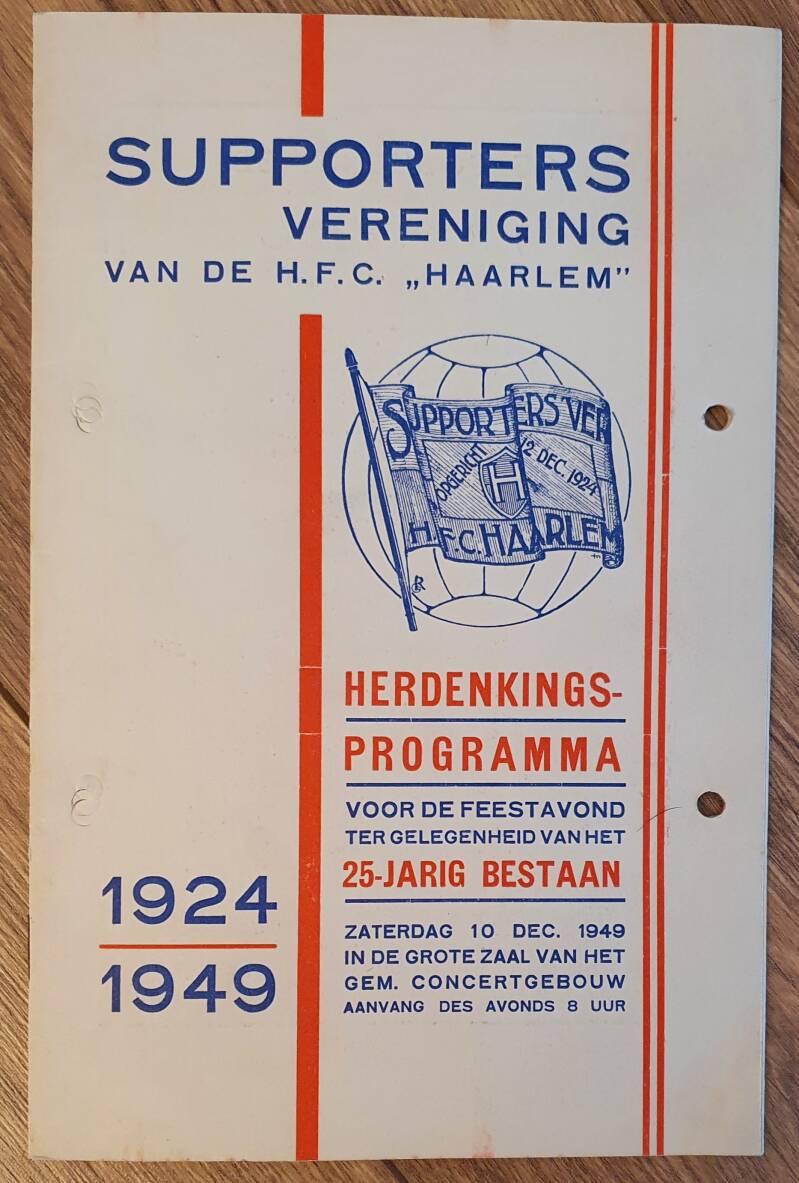 SUPPORTERS
VERENIGING
VAN DE H.F.C. „HAARLEM”
SUPPORTERS VER
OPGERICHT 12 DEC. 1924
H
H.F.C. HAARLEM
HERDENKINGS-
PROGRAMMA
VOOR DE FEESTAVOND
TER GELEGENHEID VAN HET
25-JARIG BESTAAN
1924
1949
ZATERDAG 10 DEC. 1949
IN DE GROTE ZAAL VAN HET
GEM. CONCERTGEBOUW
AANVANG DES AVONDS 8 UUR